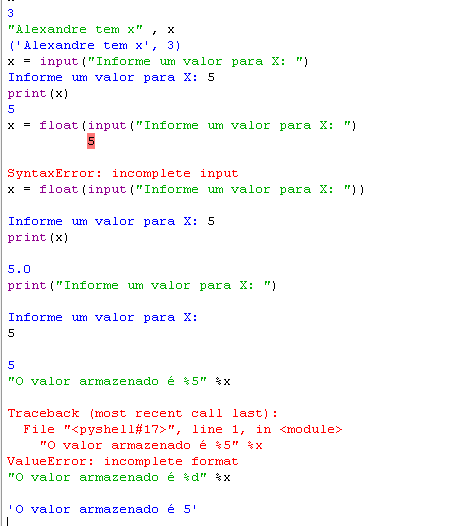 3
"Alexandre tem x" , x
('Alexandre tem x', 3)
x = input("Informe um valor para X: ")
Informe um valor para X: 5
print(x)
5
x = float(input("Informe um valor para X: ")
5
SyntaxError: incomplete input
x = float(input("Informe um valor para X: "))
Informe um valor para X: 5
print(x)
5.0
print("Informe um valor para X: ")
Informe um valor para X:
5
5
"O valor armazenado é %5" %x
Traceback (most recent call last):
File "<pyshell#17>", line 1, in <module>
"O valor armazenado é %5" %x
ValueError: incomplete format
"O valor armazenado é %d" %x
'O valor armazenado é 5'